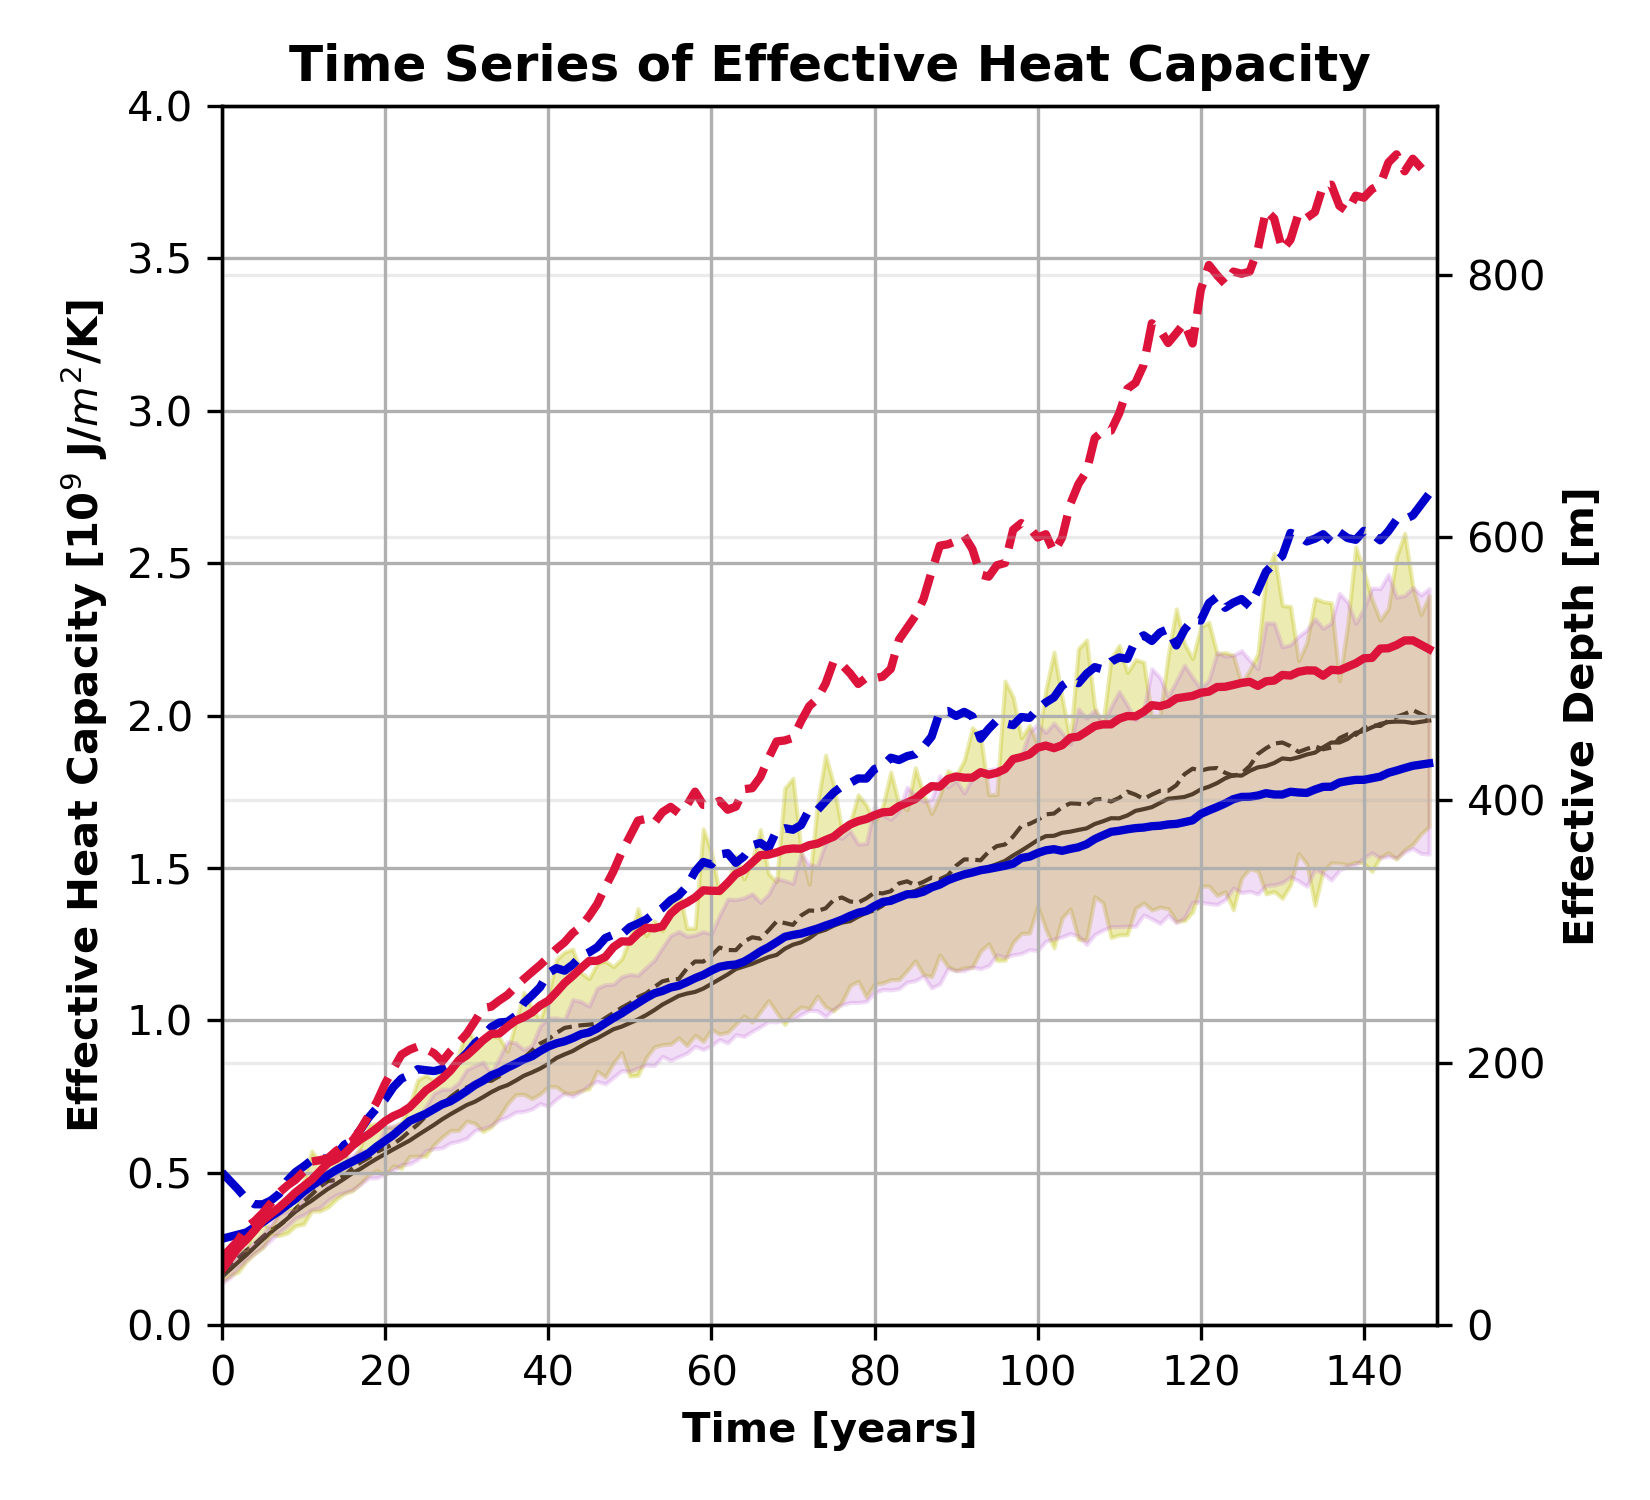 Time Series of Effective Heat Capacity
Effective Heat Capacity [10⁹ J/m²/K]
4.0
3.5
3.0
2.5
2.0
1.5
1.0
0.5
0.0
800
600
400
200
0
Effective Depth [m]
0 20 40 60 80 100 120 140
Time [years]